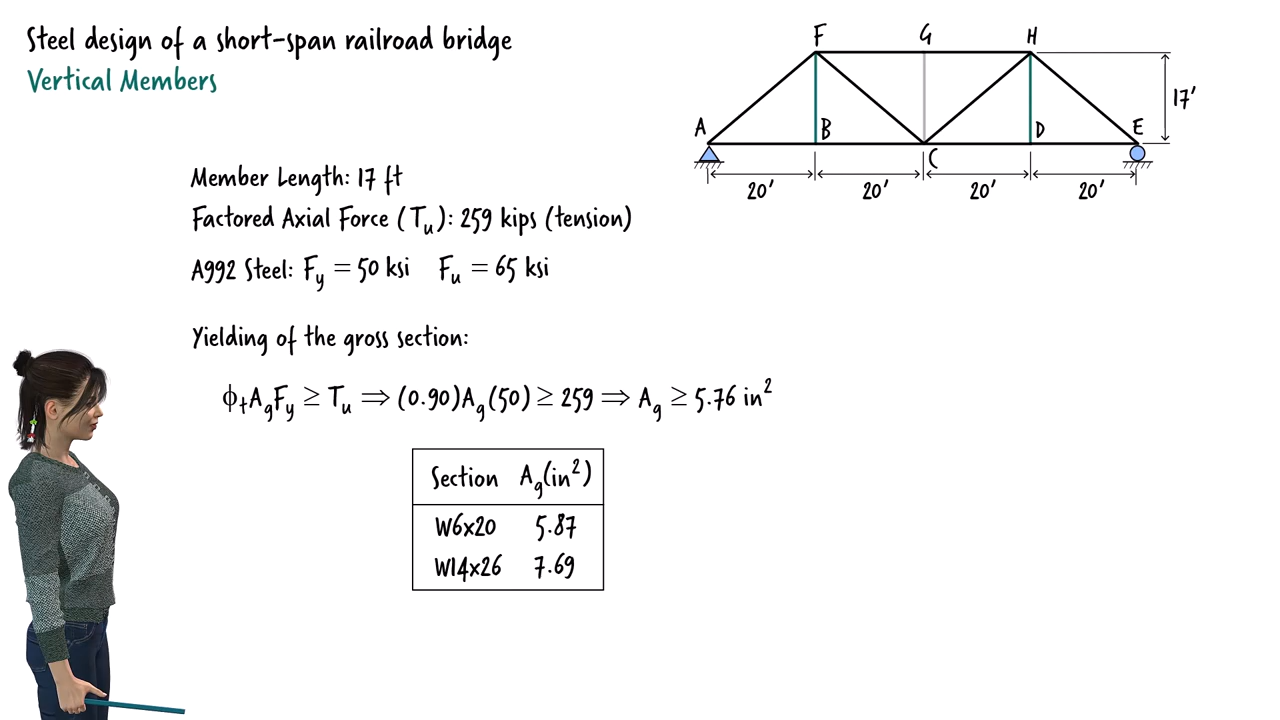 Steel design of a short-span railroad bridge
Vertical Members
F G H
17'
A B D E
C
20' 20' 20' 20'
Member Length: 17 ft
Factored Axial Force (Tu): 259 kips (tension)
A992 Steel: Fy = 50 ksi Fu = 65 ksi
Yielding of the gross section:
ϕtAgFy ≥ Tu ⟹ (0.90)Ag(50) ≥ 259 ⟹ Ag ≥ 5.76 in²
Section Ag(in²)
W6x20 5.87
W14x26 7.69